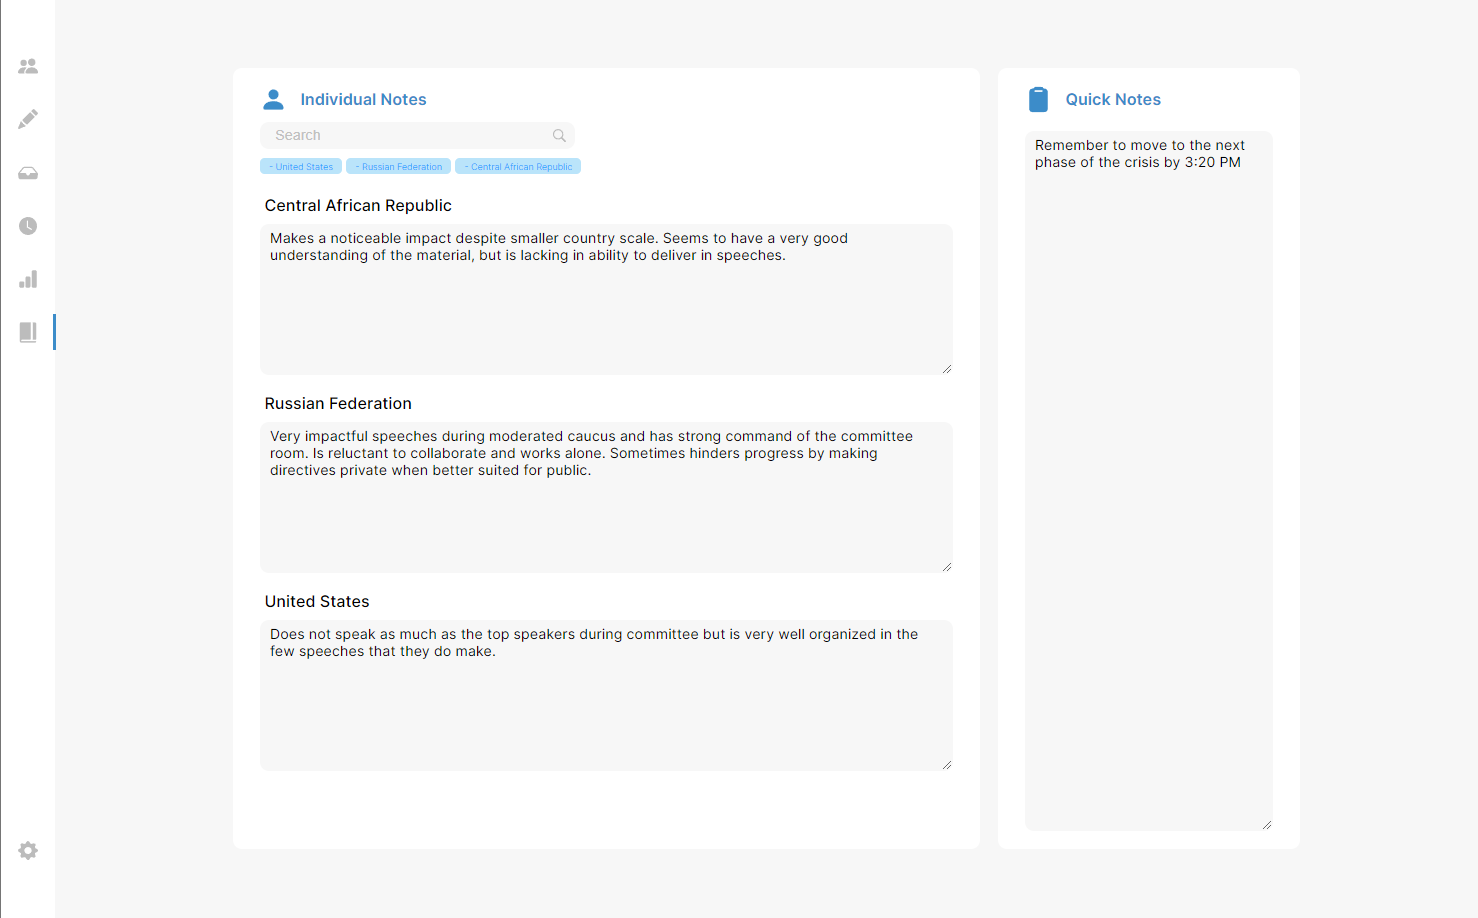 Individual Notes
Search
- United States
- Russian Federation
- Central African Republic
Central African Republic
Makes a noticeable impact despite smaller country scale. Seems to have a very good
understanding of the material, but is lacking in ability to deliver in speeches.
Russian Federation
Very impactful speeches during moderated caucus and has strong command of the committee
room. Is reluctant to collaborate and works alone. Sometimes hinders progress by making
directives private when better suited for public.
United States
Does not speak as much as the top speakers during committee but is very well organized in the
few speeches that they do make.
Quick Notes
Remember to move to the next
phase of the crisis by 3:20 PM